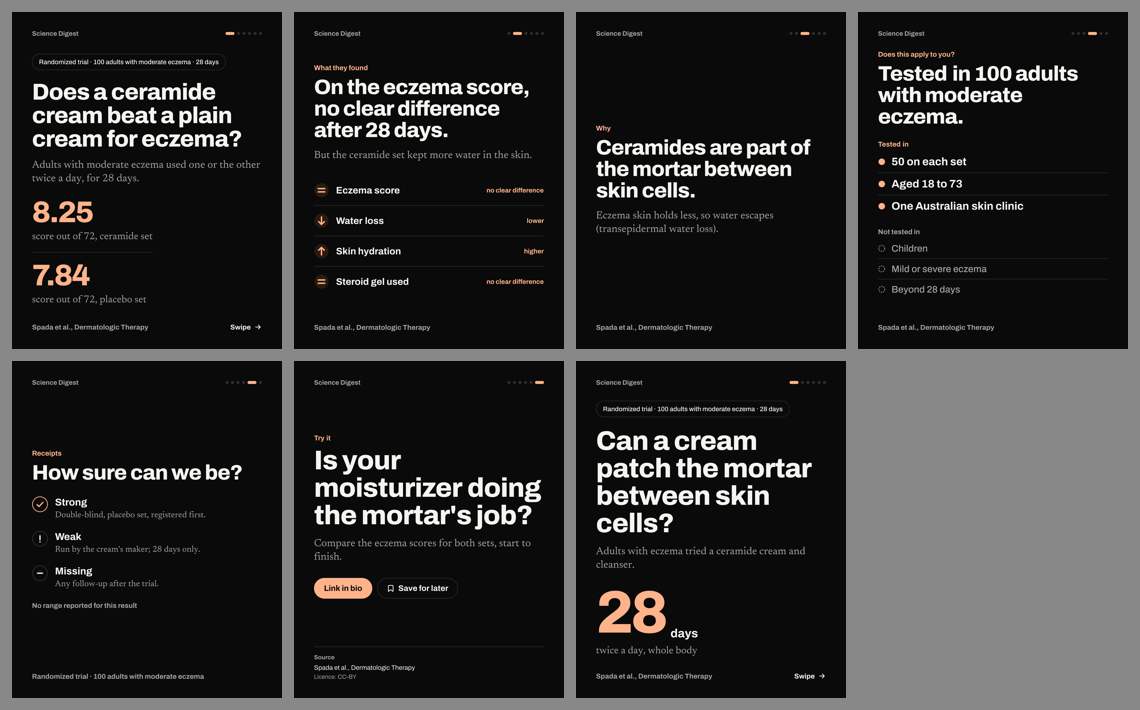 Science Digest
Randomized trial · 100 adults with moderate eczema · 28 days
Does a ceramide
cream beat a plain
cream for eczema?
Adults with moderate eczema used one or the other
twice a day, for 28 days.
8.25
score out of 72, ceramide set
7.84
score out of 72, placebo set
Spada et al., Dermatologic Therapy
Swipe →
Science Digest
What they found
On the eczema score,
no clear difference
after 28 days.
But the ceramide set kept more water in the skin.
Eczema score no clear difference
Water loss lower
Skin hydration higher
Steroid gel used no clear difference
Spada et al., Dermatologic Therapy
Science Digest
Why
Ceramides are part of
the mortar between
skin cells.
Eczema skin holds less, so water escapes
(transepidermal water loss).
Spada et al., Dermatologic Therapy
Science Digest
Does this apply to you?
Tested in 100 adults
with moderate
eczema.
Tested in
50 on each set
Aged 18 to 73
One Australian skin clinic
Not tested in
Children
Mild or severe eczema
Beyond 28 days
Spada et al., Dermatologic Therapy
Science Digest
Receipts
How sure can we be?
Strong
Double-blind, placebo set, registered first.
Weak
Run by the cream's maker; 28 days only.
Missing
Any follow-up after the trial.
No range reported for this result
Randomized trial · 100 adults with moderate eczema
Science Digest
Try it
Is your
moisturizer doing
the mortar's job?
Compare the eczema scores for both sets, start to
finish.
Link in bio
Save for later
Source
Spada et al., Dermatologic Therapy
Licence: CC-BY
Science Digest
Randomized trial · 100 adults with moderate eczema · 28 days
Can a cream
patch the mortar
between skin
cells?
Adults with eczema tried a ceramide cream and
cleanser.
28 days
twice a day, whole body
Spada et al., Dermatologic Therapy
Swipe →